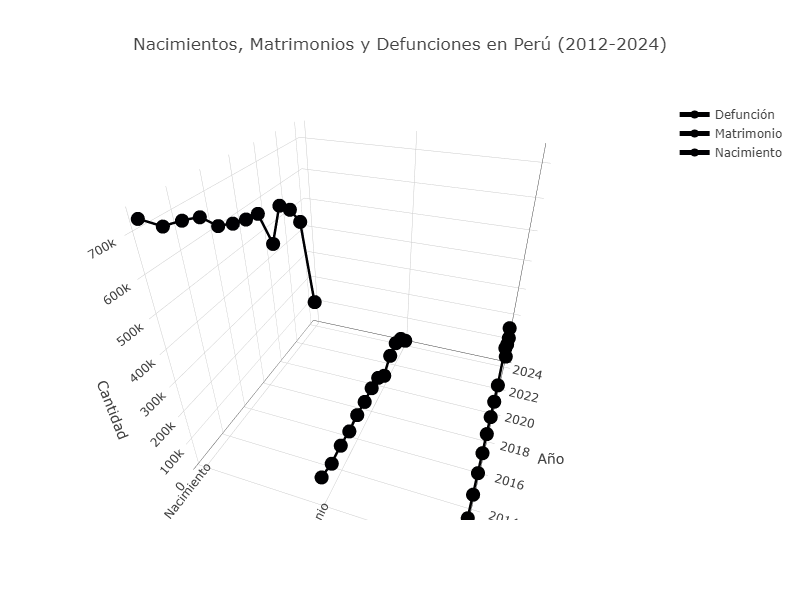 Nacimientos, Matrimonios y Defunciones en Perú (2012-2024)
Defunción
Matrimonio
Nacimiento
700k
600k
500k
400k
300k
200k
100k
0
Cantidad
Nacimiento
nio
2024
2022
2020
2018
2016
Año